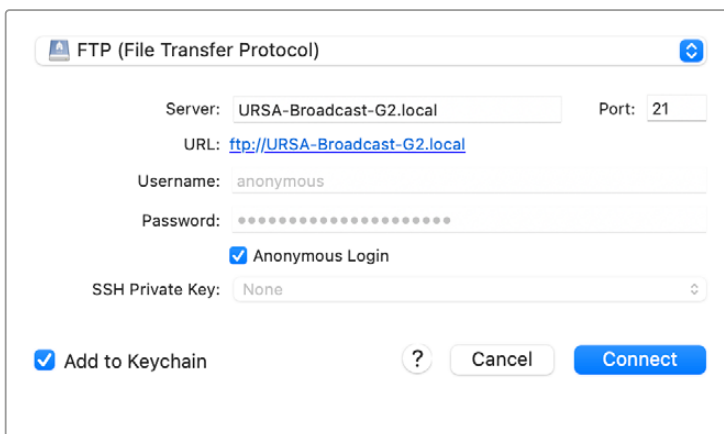 FTP (File Transfer Protocol)
Server: URSA-Broadcast-G2.local Port: 21
URL: ftp://URSA-Broadcast-G2.local
Username: anonymous
Password: ●●●●●●●●●●●●●●●●●●●●●
Anonymous Login
SSH Private Key: None
Add to Keychain ? Cancel Connect